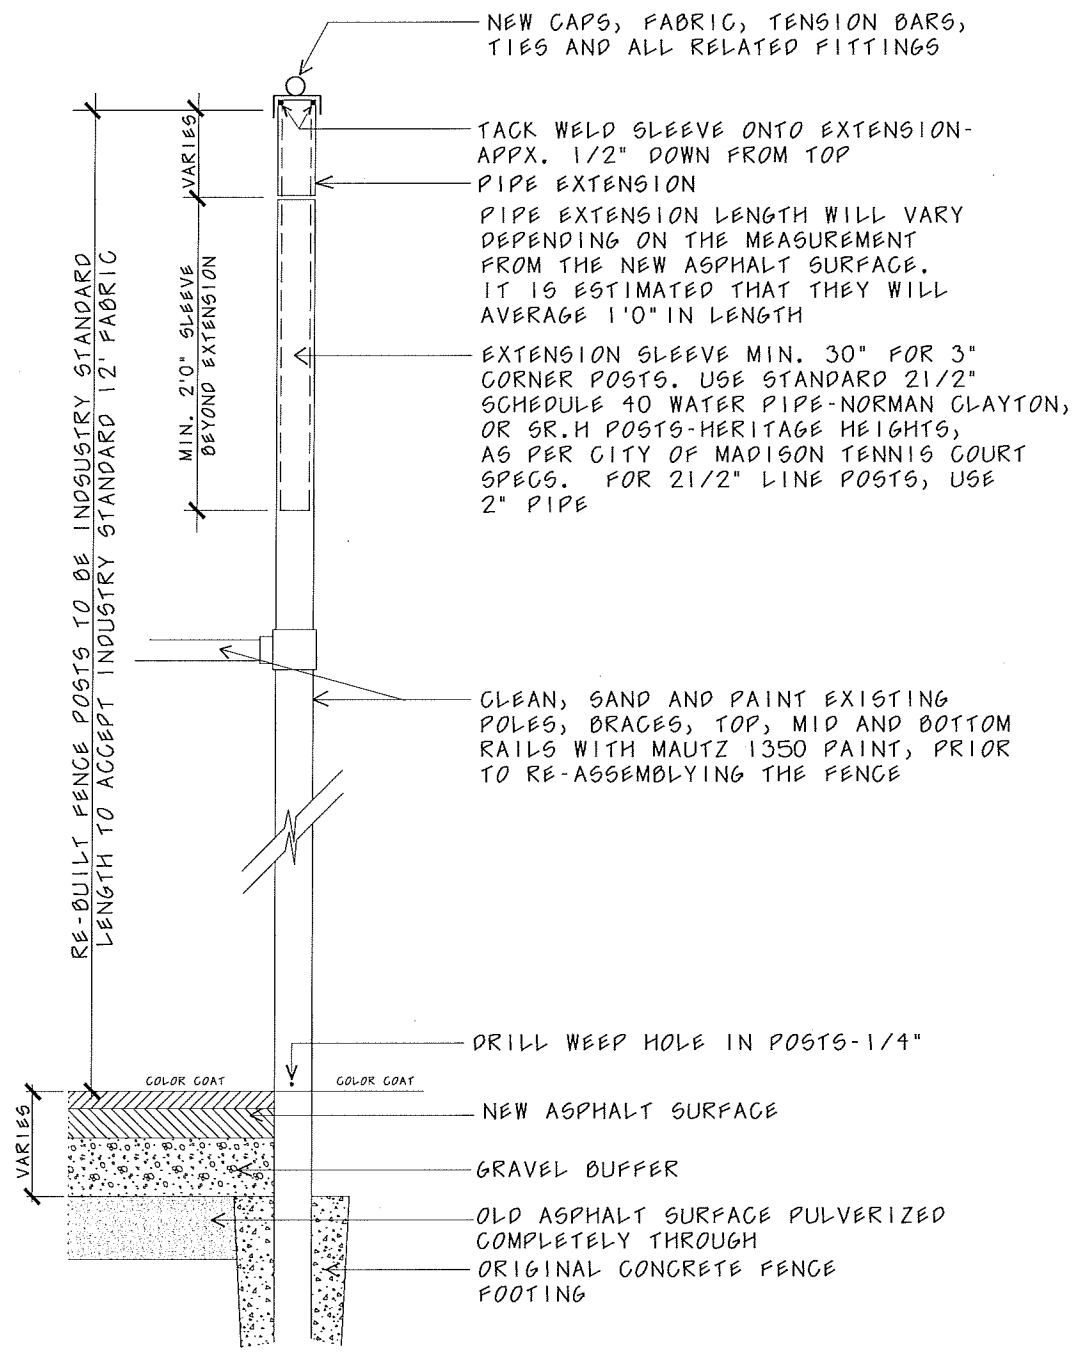 NEW CAPS, FABRIC, TENSION BARS,
TIES AND ALL RELATED FITTINGS
TACK WELD SLEEVE ONTO EXTENSION-
APPX. 1/2" DOWN FROM TOP
PIPE EXTENSION
PIPE EXTENSION LENGTH WILL VARY
DEPENDING ON THE MEASUREMENT
FROM THE NEW ASPHALT SURFACE.
IT IS ESTIMATED THAT THEY WILL
AVERAGE 1'0" IN LENGTH
EXTENSION SLEEVE MIN. 30" FOR 3"
CORNER POSTS. USE STANDARD 21/2"
SCHEDULE 40 WATER PIPE-NORMAN CLAYTON,
OR SR.H POSTS-HERITAGE HEIGHTS,
AS PER CITY OF MADISON TENNIS COURT
SPECS. FOR 21/2" LINE POSTS, USE
2" PIPE
VARIES
MIN. 2'0" SLEEVE
BEYOND EXTENSION
RE-BUILT FENCE POSTS TO BE INDSUSTRY STANDARD
LENGTH TO ACCEPT INDUSTRY STANDARD 12' FABRIC
CLEAN, SAND AND PAINT EXISTING
POLES, BRACES, TOP, MID AND BOTTOM
RAILS WITH MAUTZ 1350 PAINT, PRIOR
TO RE-ASSEMBLYING THE FENCE
DRILL WEEP HOLE IN POSTS-1/4"
COLOR COAT
COLOR COAT
VARIES
NEW ASPHALT SURFACE
GRAVEL BUFFER
OLD ASPHALT SURFACE PULVERIZED
COMPLETELY THROUGH
ORIGINAL CONCRETE FENCE
FOOTING